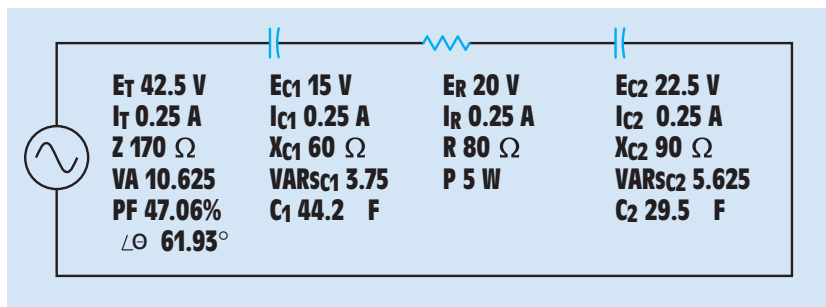 ET 42.5 V
IT 0.25 A
Z 170 Ω
VA 10.625
PF 47.06%
∠Θ 61.93°
EC1 15 V
IC1 0.25 A
XC1 60 Ω
VARSC1 3.75
C1 44.2 F
ER 20 V
IR 0.25 A
R 80 Ω
P 5 W
EC2 22.5 V
IC2 0.25 A
XC2 90 Ω
VARSC2 5.625
C2 29.5 F